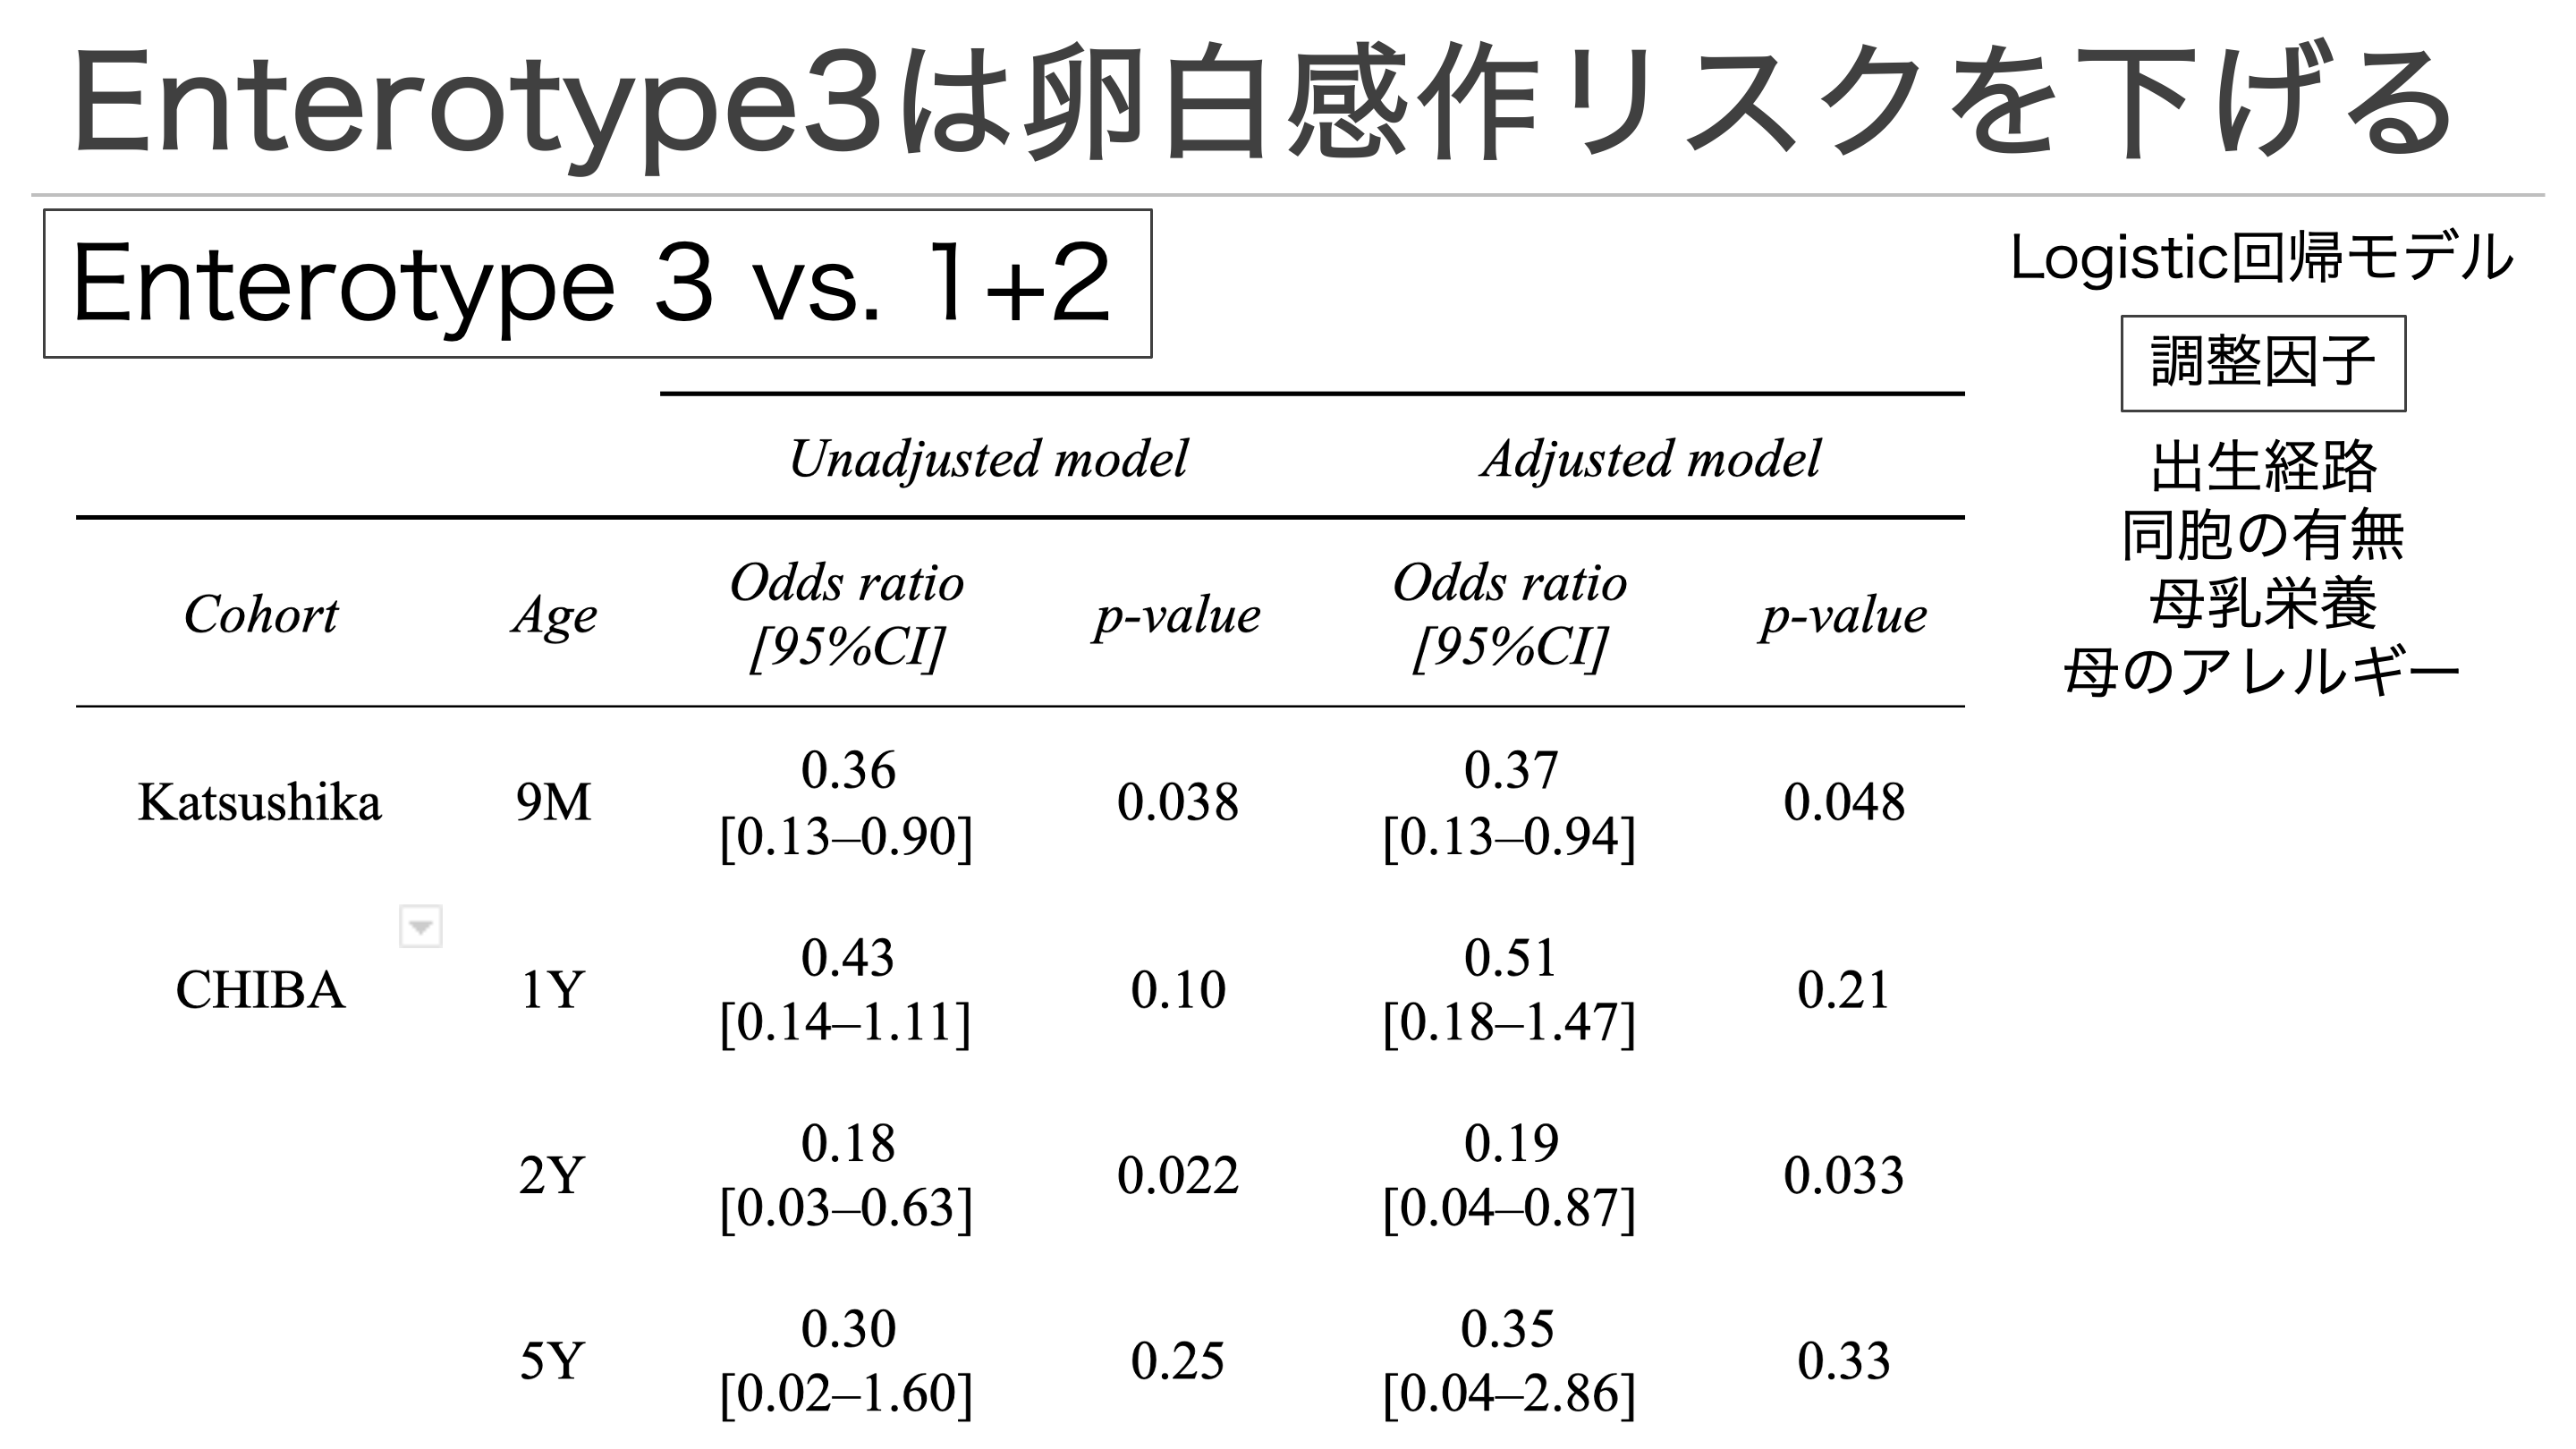 Enterotype3は卵白感作リスクを下げる
Enterotype 3 vs. 1+2
Logistic回帰モデル
調整因子
出生経路
同胞の有無
母乳栄養
母のアレルギー
Unadjusted model Adjusted model
Cohort Age Odds ratio [95%CI] p-value Odds ratio [95%CI] p-value
Katsushika 9M 0.36 [0.13–0.90] 0.038 0.37 [0.13–0.94] 0.048
CHIBA 1Y 0.43 [0.14–1.11] 0.10 0.51 [0.18–1.47] 0.21
2Y 0.18 [0.03–0.63] 0.022 0.19 [0.04–0.87] 0.033
5Y 0.30 [0.02–1.60] 0.25 0.35 [0.04–2.86] 0.33